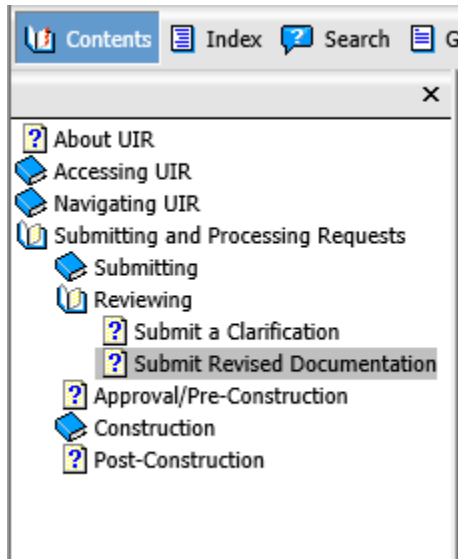 Contents Index Search G
About UIR
Accessing UIR
Navigating UIR
Submitting and Processing Requests
Submitting
Reviewing
Submit a Clarification
Submit Revised Documentation
Approval/Pre-Construction
Construction
Post-Construction